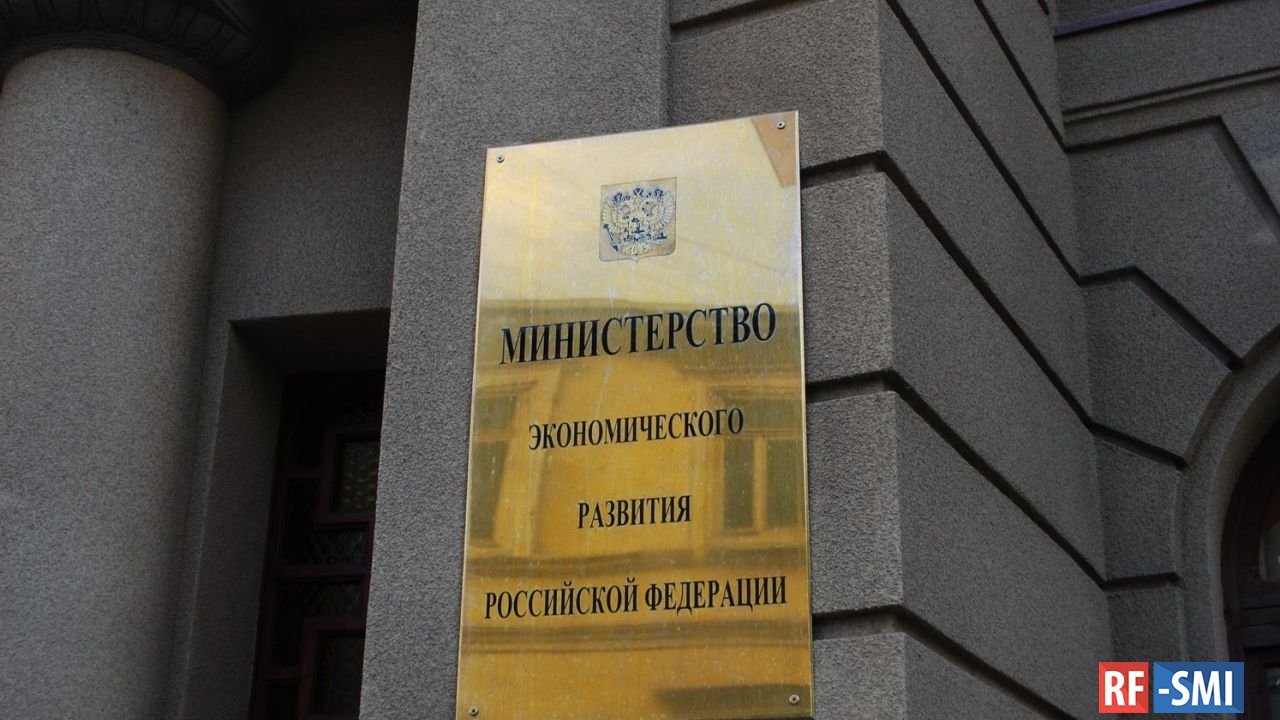 МИНИСТЕРСТВО
ЭКОНОМИЧЕСКОГО
РАЗВИТИЯ
РОССИЙСКОЙ ФЕДЕРАЦИИ
RF-SMI